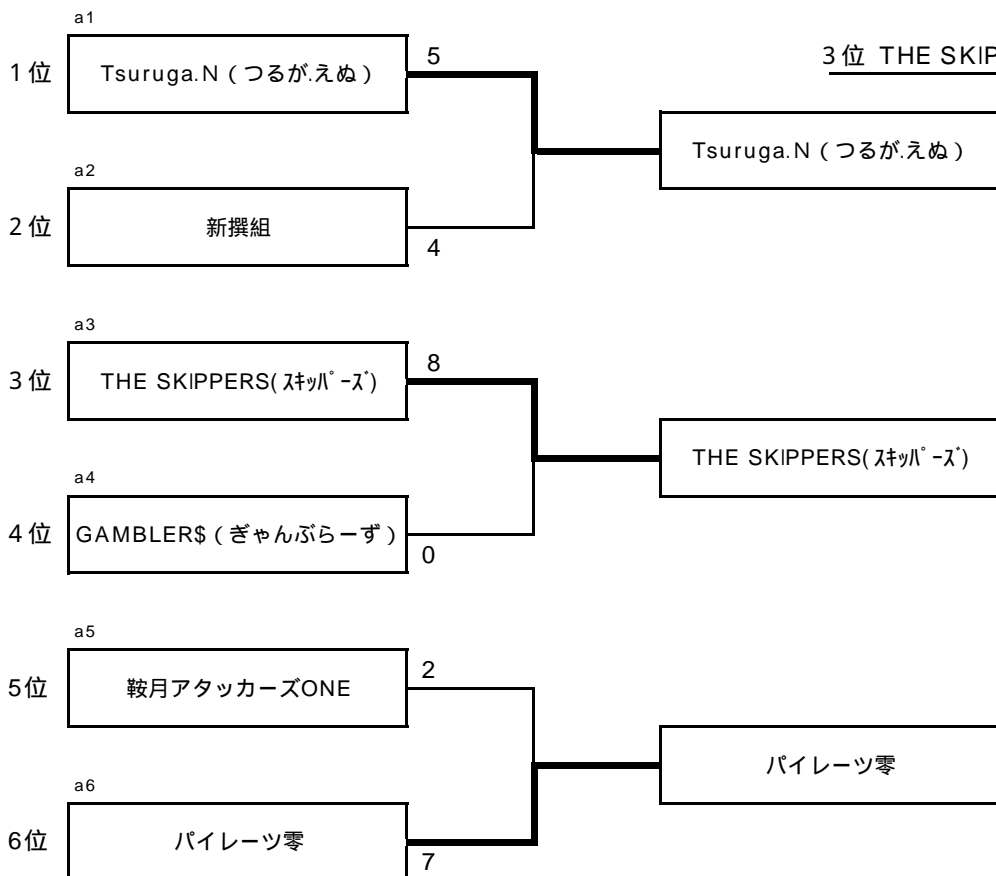 a1
1位 Tsuruga.N（つるが.えぬ） 5
3位 THE SKIP
Tsuruga.N（つるが.えぬ）
a2
2位 新撰組 4
a3
3位 THE SKIPPERS(ｽｷｯﾊﾟｰｽﾞ) 8
THE SKIPPERS(ｽｷｯﾊﾟｰｽﾞ)
a4
4位 GAMBLER$（ぎゃんぶらーず） 0
a5
5位 鞍月アタッカーズONE 2
パイレーツ零
a6
6位 パイレーツ零 7